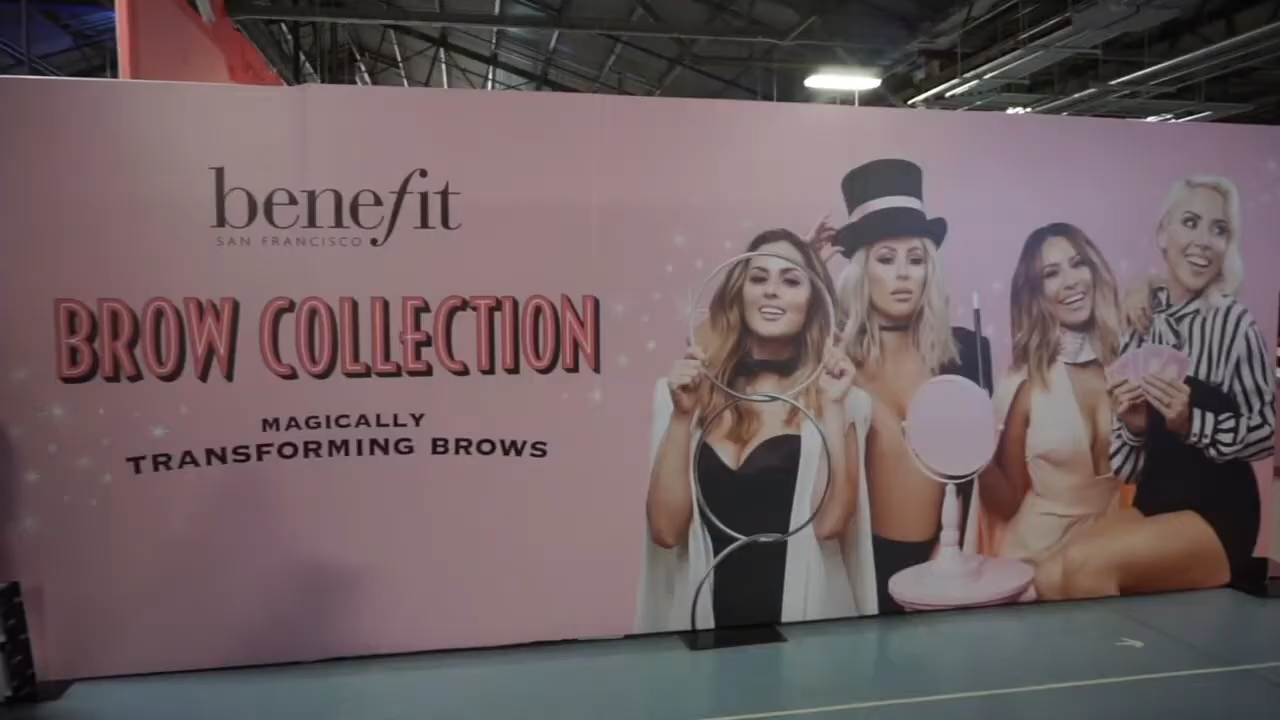 benefit
SAN FRANCISCO
BROW COLLECTION
MAGICALLY
TRANSFORMING BROWS